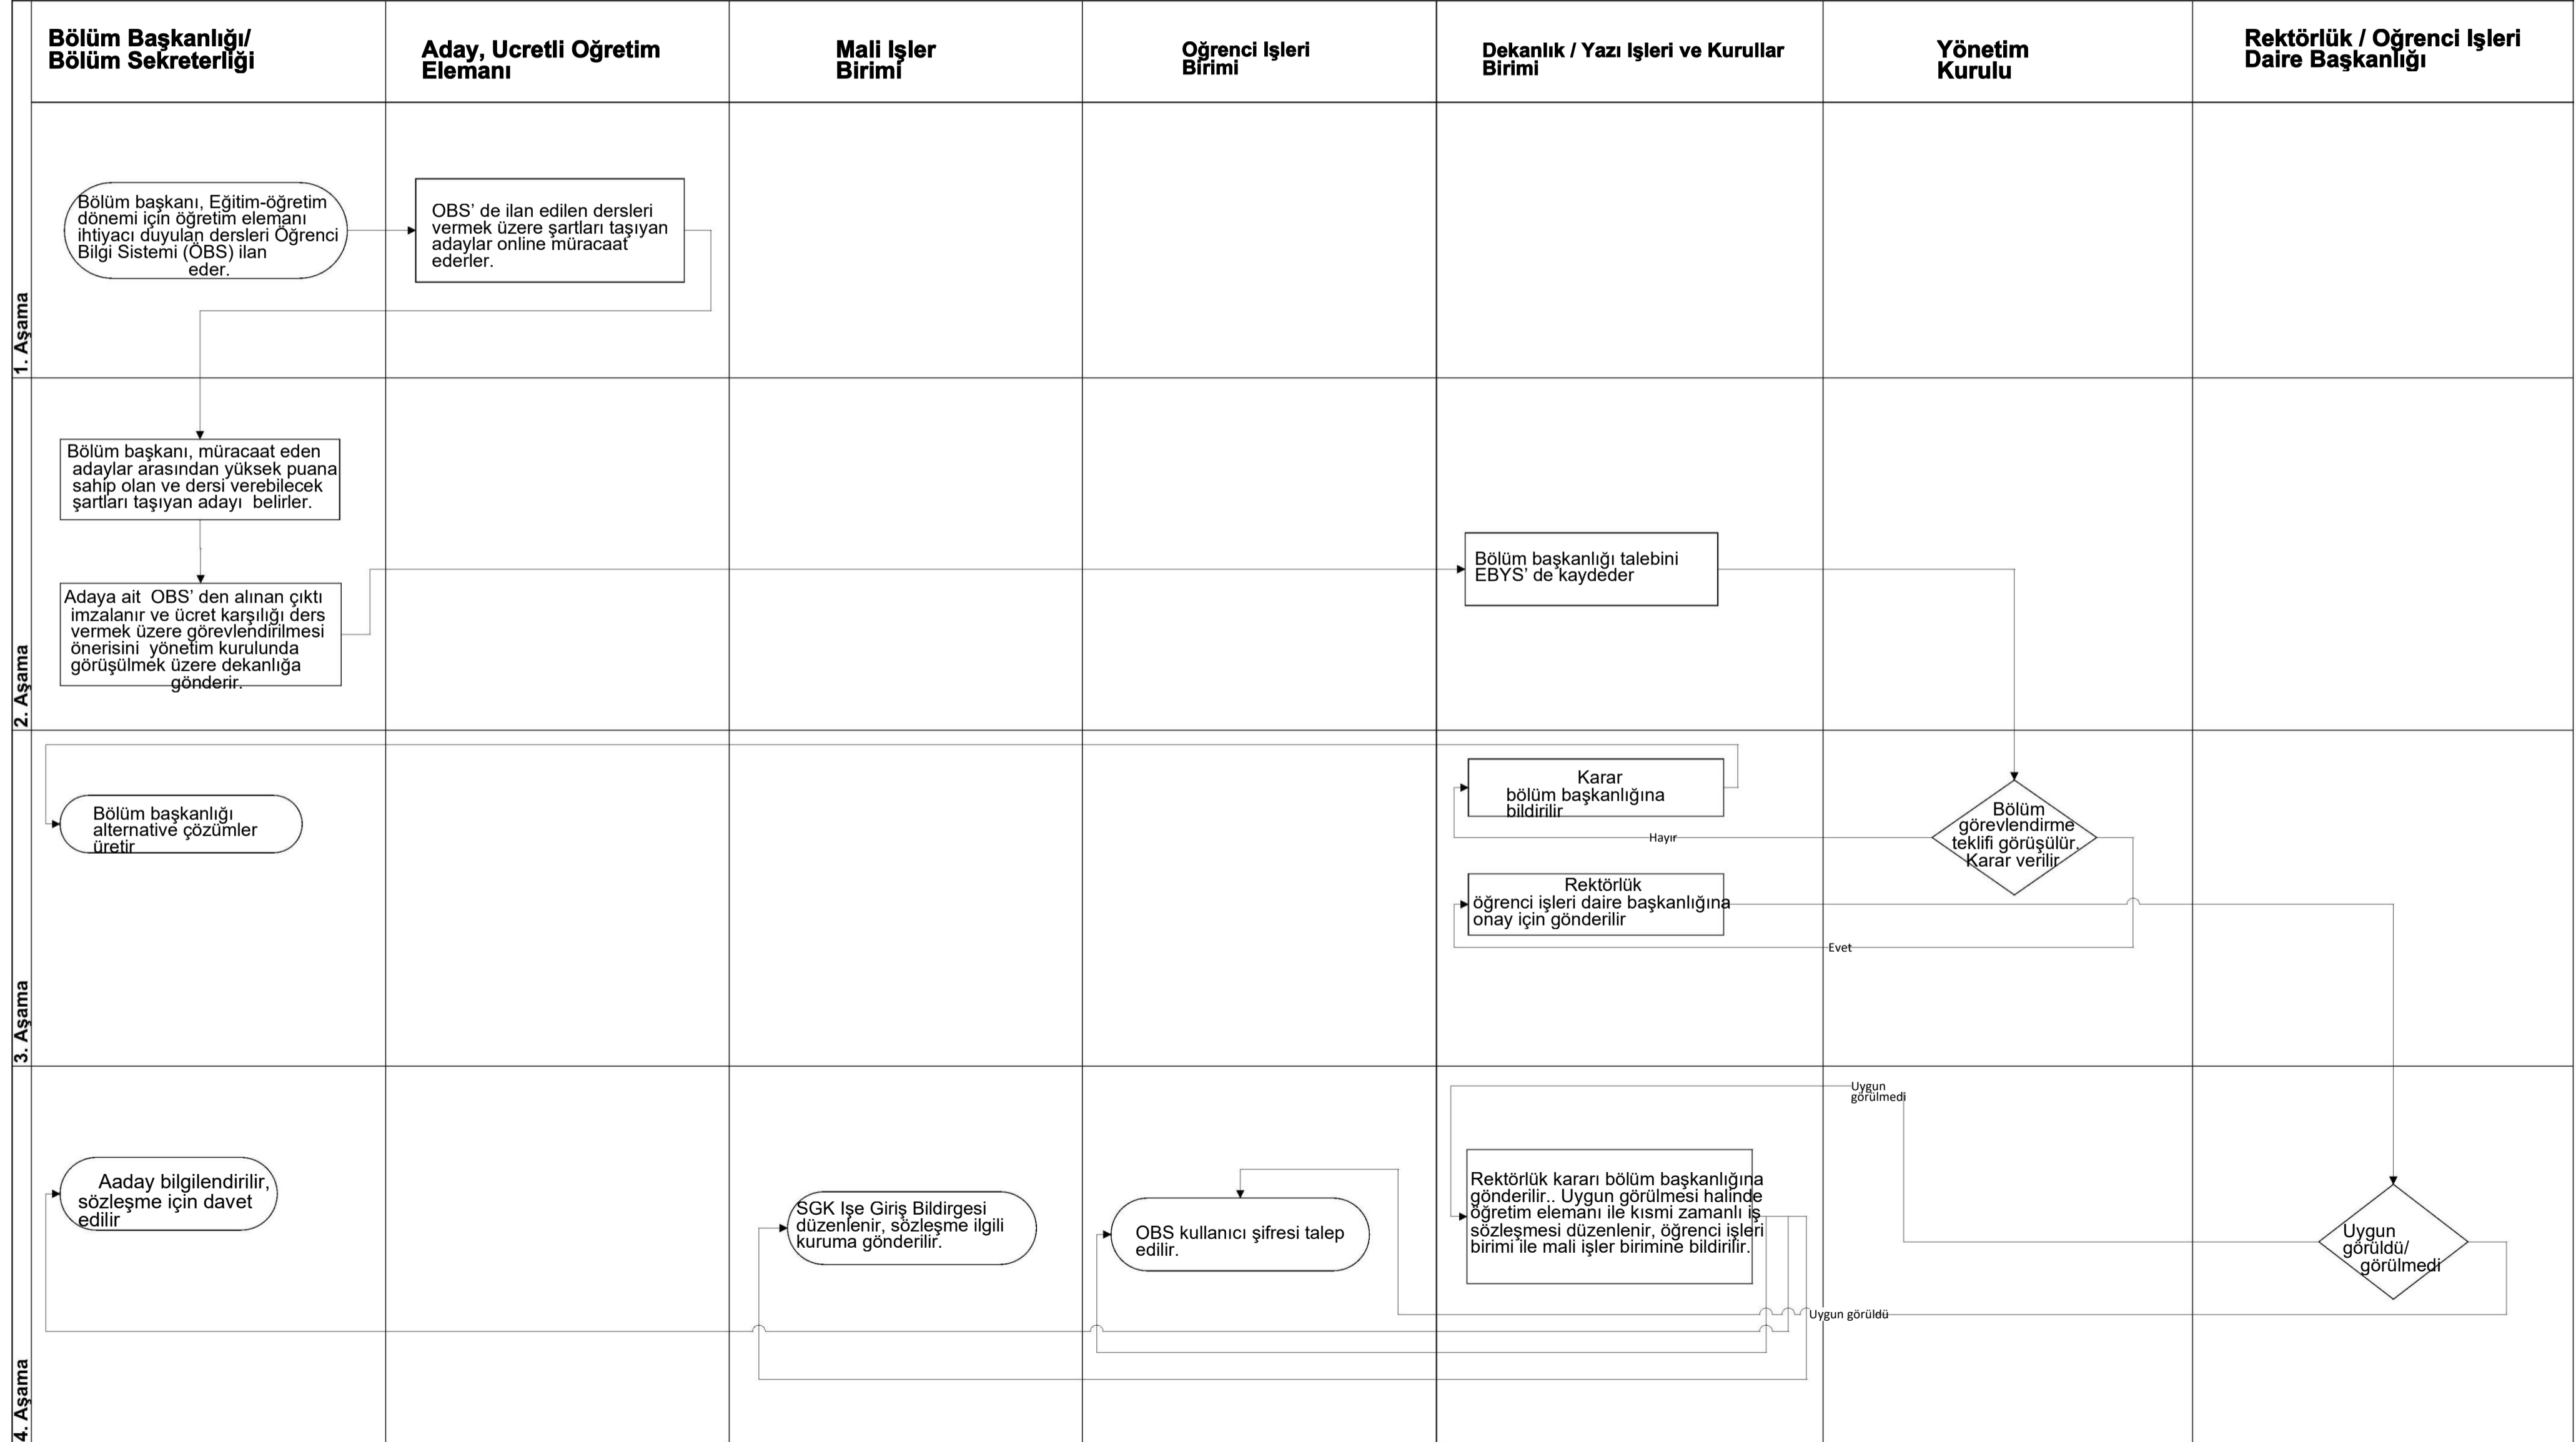 Bölüm Başkanlığı/
Bölüm Sekreterliği
Aday, Ucretli Oğretim
Elemanı
Mali Işler
Birimi
Oğrenci Işleri
Birimi
Dekanlık / Yazı Işleri ve Kurullar
Birimi
Yönetim
Kurulu
Rektörlük / Oğrenci Işleri
Daire Başkanlığı
1. Aşama
Bölüm başkanı, Eğitim-öğretim
dönemi için öğretim elemanı
ihtiyacı duyulan dersleri Öğrenci
Bilgi Sistemi (ÖBS) ilan
eder.
OBS’ de ilan edilen dersleri
vermek üzere şartları taşıyan
adaylar online müracaat
ederler.
2. Aşama
Bölüm başkanı, müracaat eden
adaylar arasından yüksek puana
sahip olan ve dersi verebilecek
şartları taşıyan adayı belirler.
Adaya ait OBS’ den alınan çıktı
imzalanır ve ücret karşılığı ders
vermek üzere görevlendirilmesi
önerisini yönetim kurulunda
görüşülmek üzere dekanlığa
gönderir.
Bölüm başkanlığı talebini
EBYS’ de kaydeder
3. Aşama
Bölüm başkanlığı
alternative çözümler
üretir
Karar
bölüm başkanlığına
bildirilir
Hayır
Bölüm
görevlendirme
teklifi görüşülür.
Karar verilir
Rektörlük
öğrenci işleri daire başkanlığına
onay için gönderilir
Evet
4. Aşama
Aaday bilgilendirilir,
sözleşme için davet
edilir
SGK Işe Giriş Bildirgesi
düzenlenir, sözleşme ilgili
kuruma gönderilir.
OBS kullanıcı şifresi talep
edilir.
Rektörlük kararı bölüm başkanlığına
gönderilir.. Uygun görülmesi halinde
öğretim elemanı ile kısmi zamanlı iş
sözleşmesi düzenlenir, öğrenci işleri
birimi ile mali işler birimine bildirilir.
Uygun
görülmedi
Uygun
görüldü/
görülmedi
Uygun görüldü